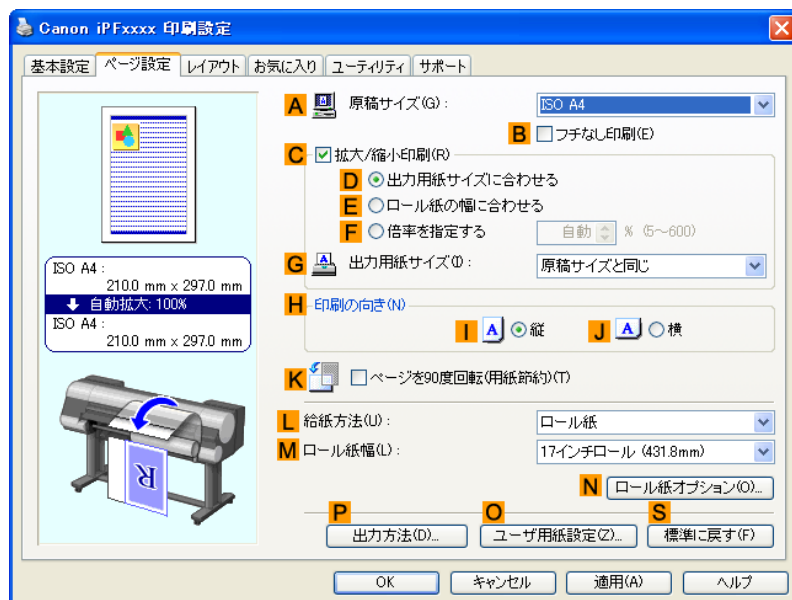 Canon iPFxxxx 印刷設定
基本設定 ページ設定 レイアウト お気に入り ユーティリティ サポート
A 原稿サイズ(G): ISO A4
B フチなし印刷(E)
C 拡大/縮小印刷(R)
D 出力用紙サイズに合わせる
E ロール紙の幅に合わせる
F 倍率を指定する 自動 % (5～600)
G 出力用紙サイズ(I): 原稿サイズと同じ
ISO A4:
210.0 mm x 297.0 mm
自動拡大: 100%
ISO A4:
210.0 mm x 297.0 mm
R
H 印刷の向き(N)
I A 縦 J A 横
K ページを90度回転(用紙節約)(T)
L 給紙方法(U): ロール紙
M ロール紙幅(L): 17インチロール (431.8mm)
N ロール紙オプション(O)...
P O S
出力方法(D)... ユーザ用紙設定(Z)... 標準に戻す(F)
OK キャンセル 適用(A) ヘルプ